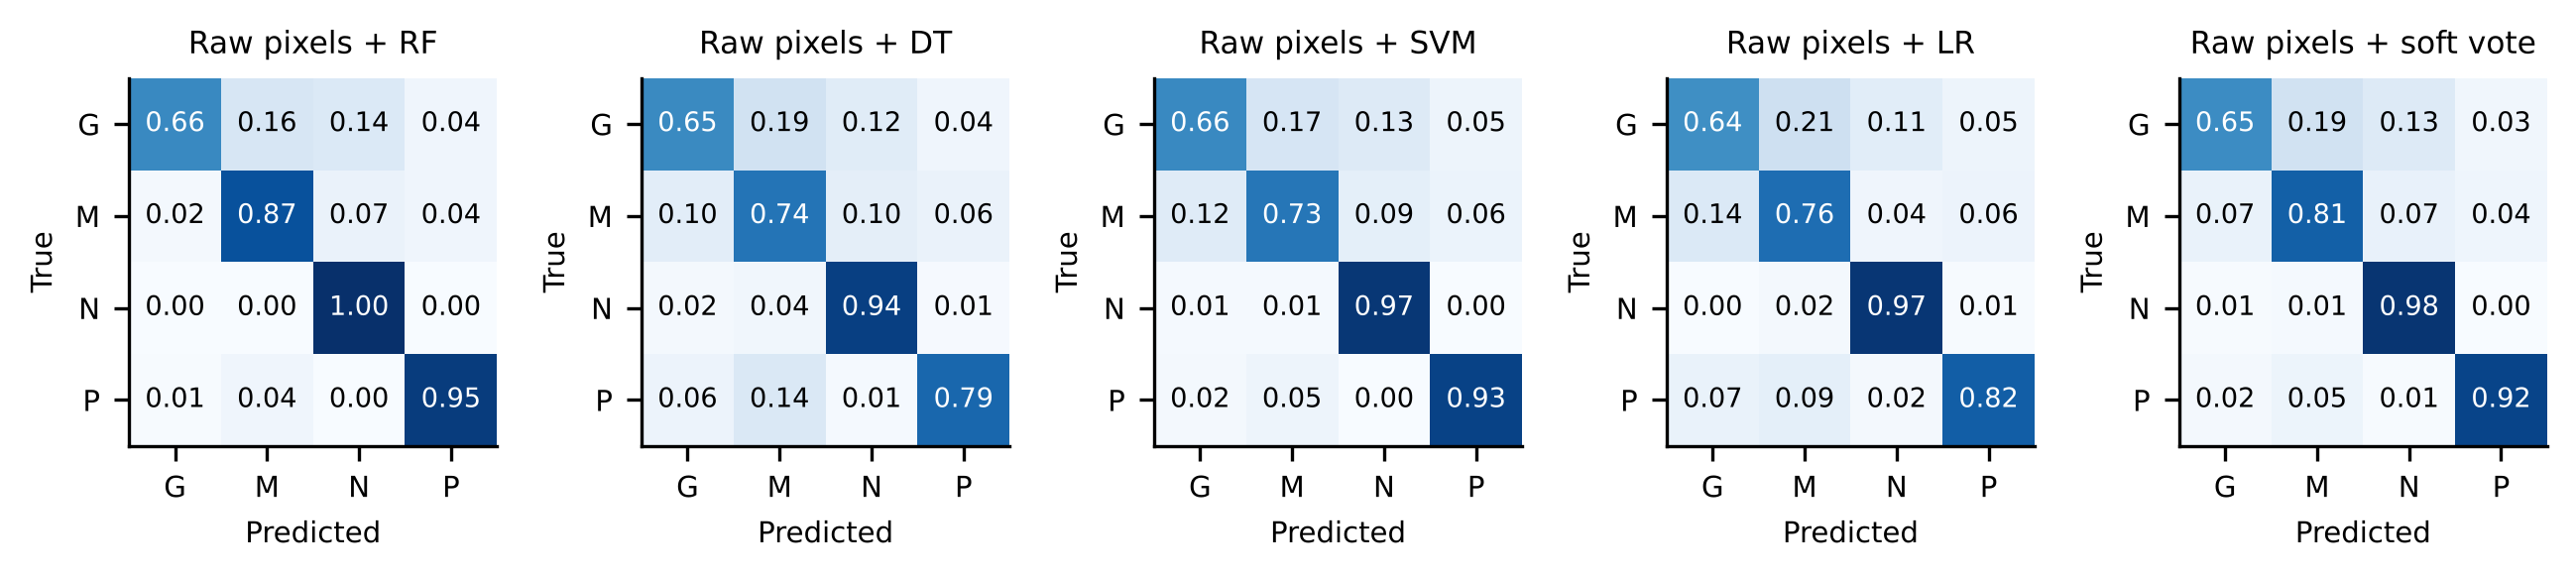 Raw pixels + RF
True
G 0.66 0.16 0.14 0.04
M 0.02 0.87 0.07 0.04
N 0.00 0.00 1.00 0.00
P 0.01 0.04 0.00 0.95
G M N P
Predicted
Raw pixels + DT
True
G 0.65 0.19 0.12 0.04
M 0.10 0.74 0.10 0.06
N 0.02 0.04 0.94 0.01
P 0.06 0.14 0.01 0.79
G M N P
Predicted
Raw pixels + SVM
True
G 0.66 0.17 0.13 0.05
M 0.12 0.73 0.09 0.06
N 0.01 0.01 0.97 0.00
P 0.02 0.05 0.00 0.93
G M N P
Predicted
Raw pixels + LR
True
G 0.64 0.21 0.11 0.05
M 0.14 0.76 0.04 0.06
N 0.00 0.02 0.97 0.01
P 0.07 0.09 0.02 0.82
G M N P
Predicted
Raw pixels + soft vote
True
G 0.65 0.19 0.13 0.03
M 0.07 0.81 0.07 0.04
N 0.01 0.01 0.98 0.00
P 0.02 0.05 0.01 0.92
G M N P
Predicted